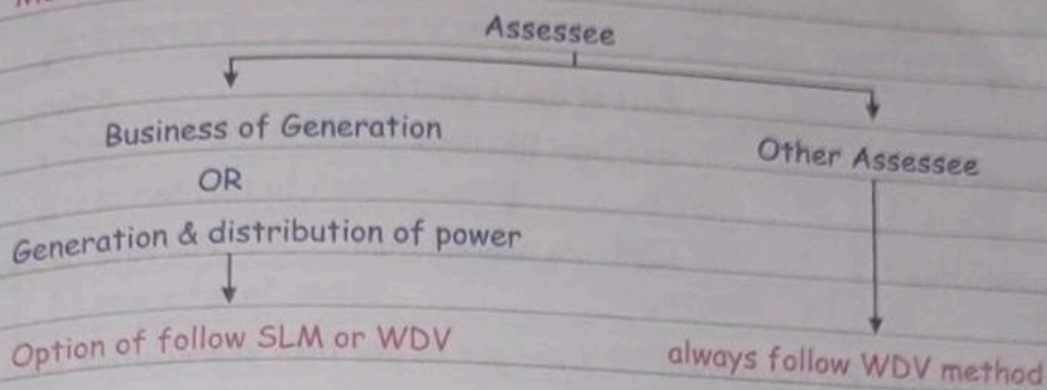 Assessee
Business of Generation
Other Assessee
OR
Generation & distribution of power
Option of follow SLM or WDV
always follow WDV method